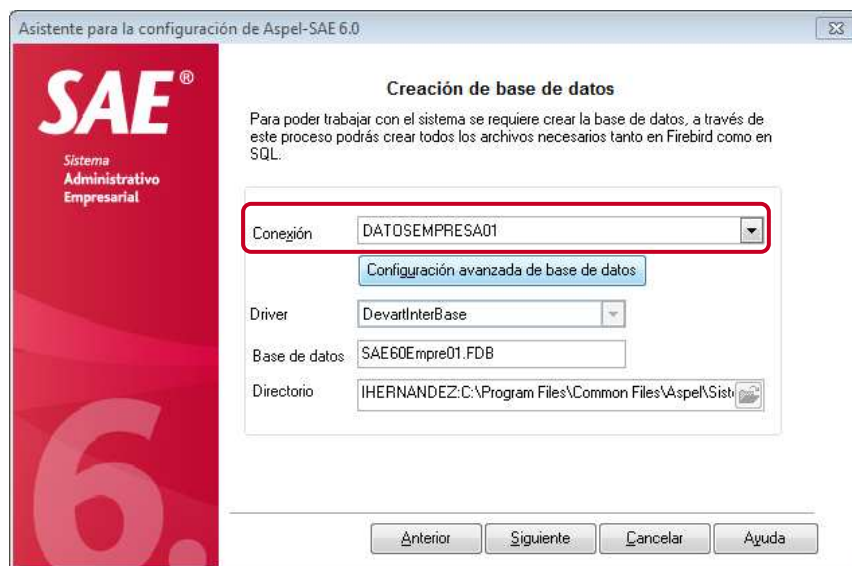 Asistente para la configuración de Aspel-SAE 6.0
SAE®
Sistema
Administrativo
Empresarial
6.
Creación de base de datos
Para poder trabajar con el sistema se requiere crear la base de datos, a través de
este proceso podrás crear todos los archivos necesarios tanto en Firebird como en
SQL.
Conexión DATOSEMPRESA01
Configuración avanzada de base de datos
Driver DevartInterBase
Base de datos SAE60Empre01.FDB
Directorio IHERNANDEZ:C:\Program Files\Common Files\Aspel\Sist
Anterior Siguiente Cancelar Ayuda